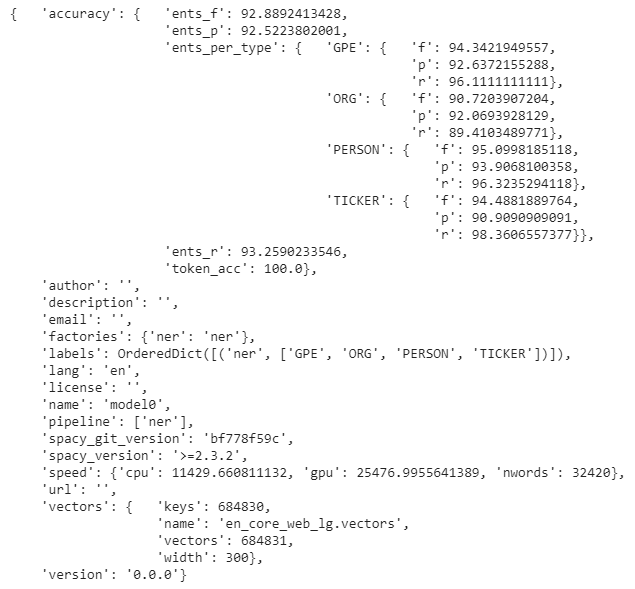 {   'accuracy': {   'ents_f': 92.8892413428,
                    'ents_p': 92.5223802001,
                    'ents_per_type': {   'GPE': {   'f': 94.3421949557,
                                                    'p': 92.6372155288,
                                                    'r': 96.1111111111},
                                         'ORG': {   'f': 90.7203907204,
                                                    'p': 92.0693928129,
                                                    'r': 89.4103489771},
                                         'PERSON': {   'f': 95.0998185118,
                                                       'p': 93.9068100358,
                                                       'r': 96.3235294118},
                                         'TICKER': {   'f': 94.4881889764,
                                                       'p': 90.9090909091,
                                                       'r': 98.3606557377}},
                    'ents_r': 93.2590233546,
                    'token_acc': 100.0},
    'author': '',
    'description': '',
    'email': '',
    'factories': {'ner': 'ner'},
    'labels': OrderedDict([('ner', ['GPE', 'ORG', 'PERSON', 'TICKER'])]),
    'lang': 'en',
    'license': '',
    'name': 'model0',
    'pipeline': ['ner'],
    'spacy_git_version': 'bf778f59c',
    'spacy_version': '>=2.3.2',
    'speed': {'cpu': 11429.660811132, 'gpu': 25476.9955641389, 'nwords': 32420},
    'url': '',
    'vectors': {   'keys': 684830,
                   'name': 'en_core_web_lg.vectors',
                   'vectors': 684831,
                   'width': 300},
    'version': '0.0.0'}